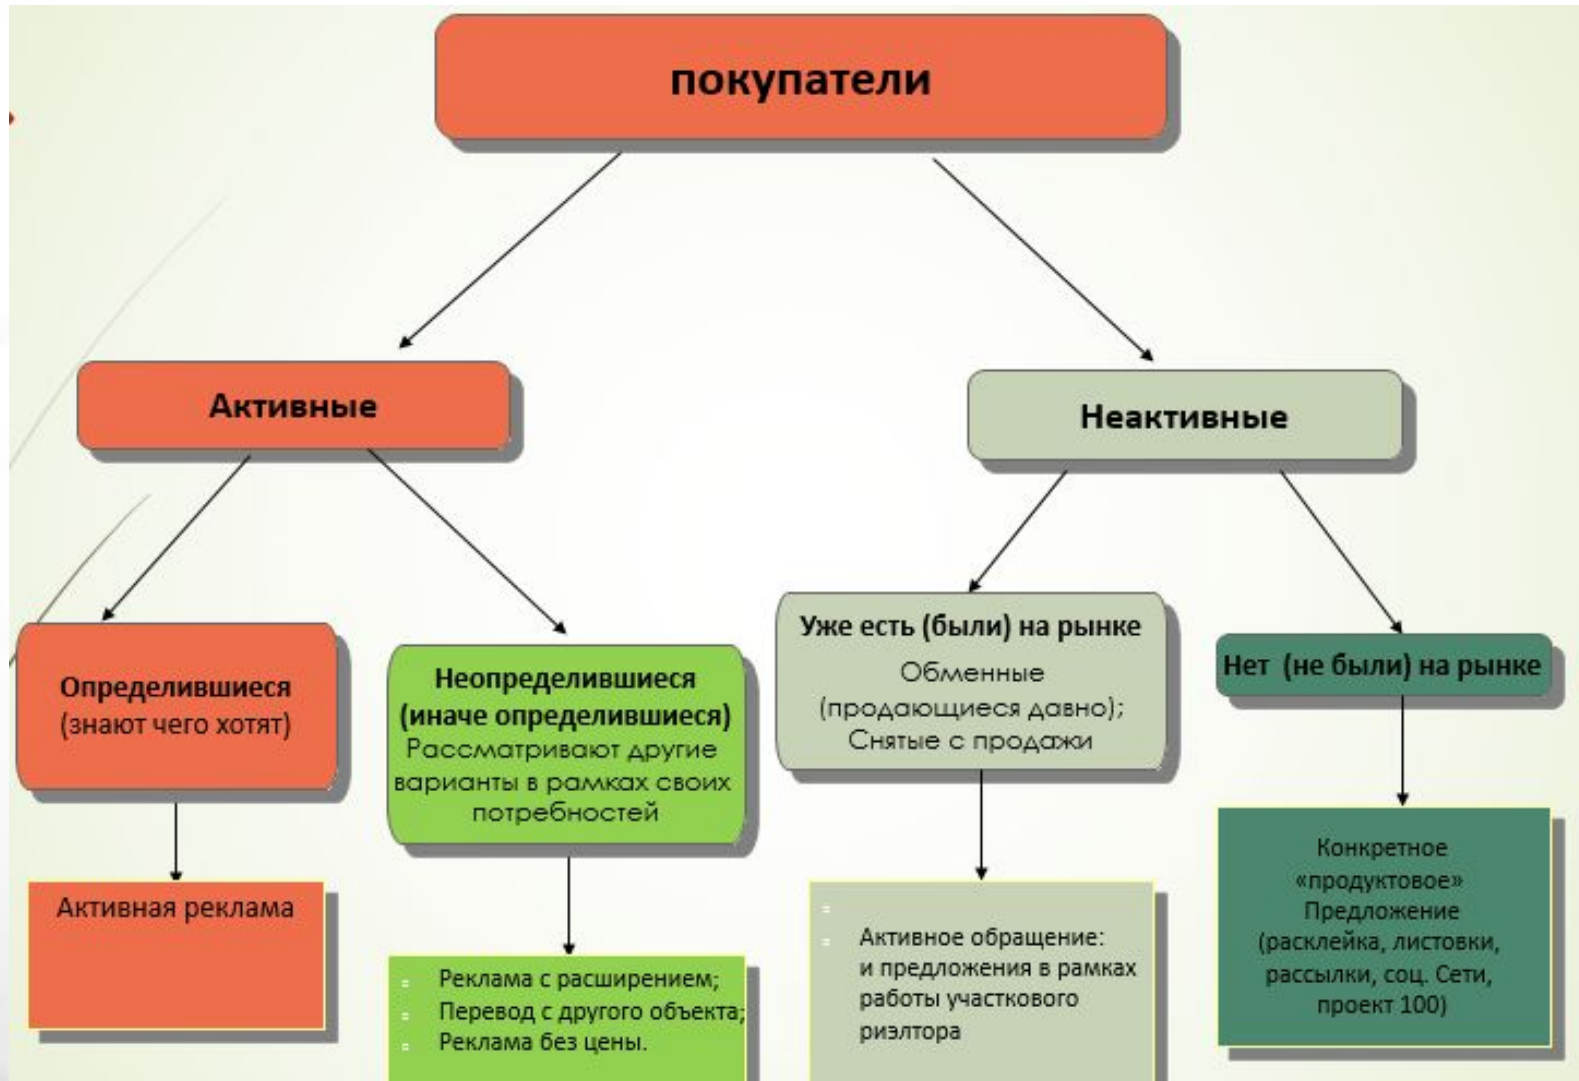 покупатели
Активные
Неактивные
Определившиеся
(знают чего хотят)
Неопределившиеся
(иначе определившиеся)
Рассматривают другие
варианты в рамках своих
потребностей
Уже есть (были) на рынке
Обменные
(продающиеся давно);
Снятые с продажи
Нет (не были) на рынке
Активная реклама
Реклама с расширением;
Перевод с другого объекта;
Реклама без цены.
Активное обращение:
и предложения в рамках
работы участкового
риэлтора
Конкретное
«продуктовое»
Предложение
(расклейка, листовки,
рассылки, соц. Сети,
проект 100)